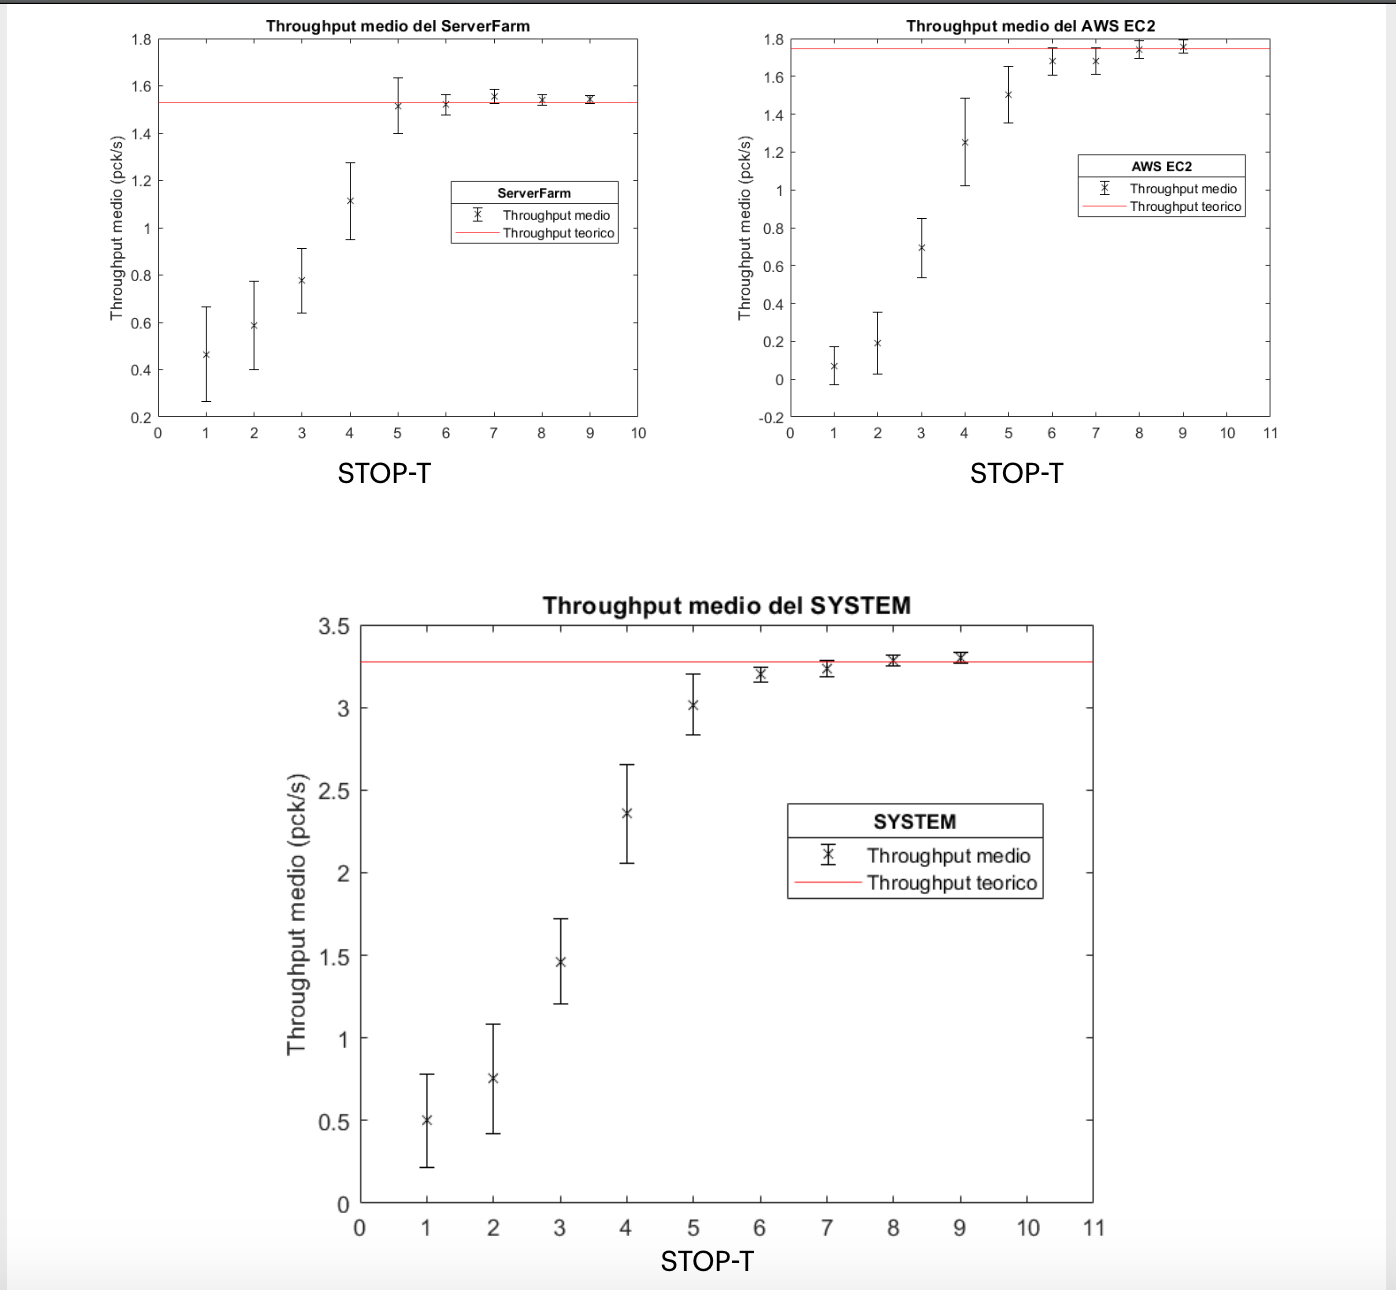 Throughput medio del ServerFarm
1.8
1.6
1.4
1.2
1
0.8
0.6
0.4
0.2
Throughput medio (pck/s)
ServerFarm
Throughput medio
Throughput teorico
0 1 2 3 4 5 6 7 8 9 10
STOP-T
Throughput medio del AWS EC2
1.8
1.6
1.4
1.2
1
0.8
0.6
0.4
0.2
0
-0.2
Throughput medio (pck/s)
AWS EC2
Throughput medio
Throughput teorico
0 1 2 3 4 5 6 7 8 9 10 11
STOP-T
Throughput medio del SYSTEM
3.5
3
2.5
2
1.5
1
0.5
0
Throughput medio (pck/s)
SYSTEM
Throughput medio
Throughput teorico
0 1 2 3 4 5 6 7 8 9 10 11
STOP-T